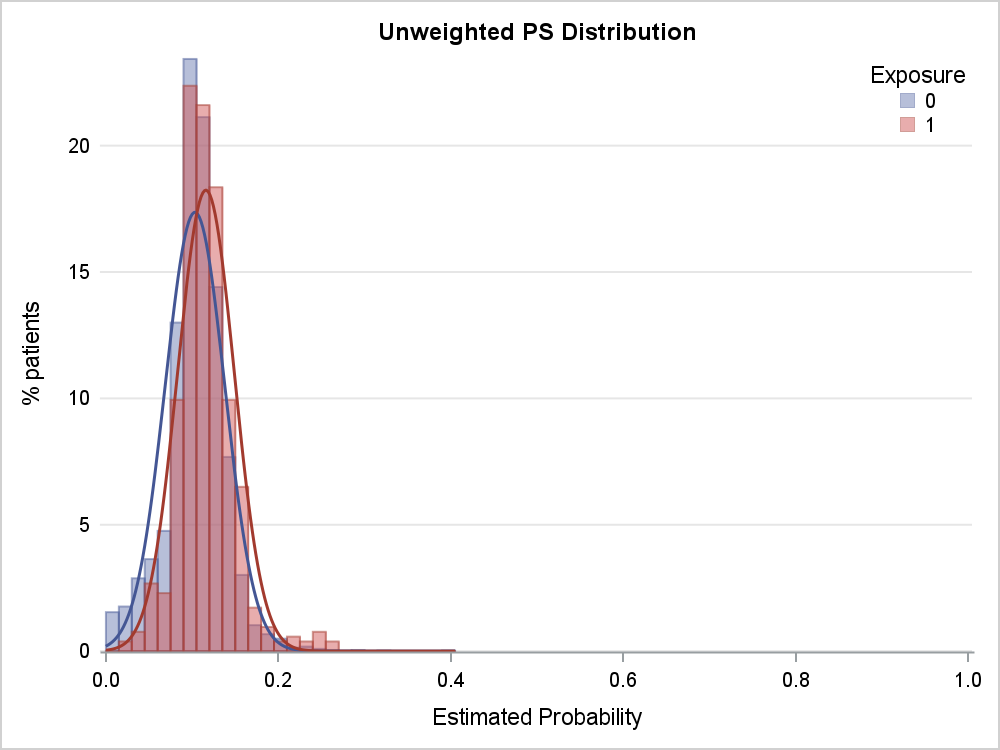 Unweighted PS Distribution
Exposure
0
1
20
15
10
5
0
% patients
0.0 0.2 0.4 0.6 0.8 1.0
Estimated Probability